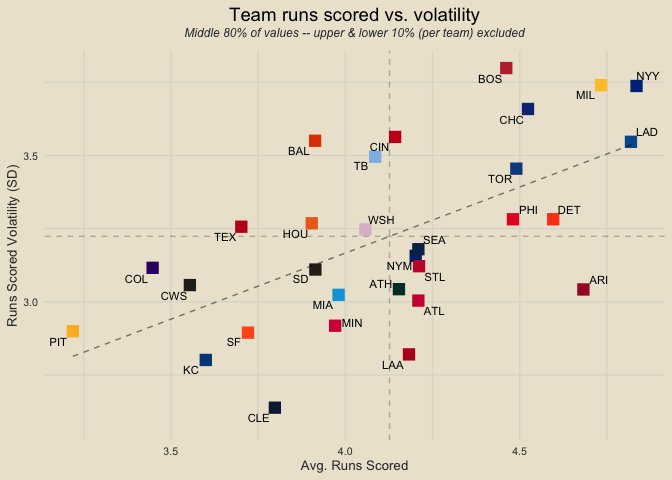 Team runs scored vs. volatility
Middle 80% of values -- upper & lower 10% (per team) excluded
BOS
NYY
MIL
CHC
LAD
BAL
CIN
TB
3.5
TOR
PHI
DET
WSH
TEX
HOU
SEA
NYM
COL
SD
STL
CWS
ATH
ARI
3.0
MIA
ATL
MIN
PIT
SF
LAA
KC
CLE
3.5
4.0
4.5
Runs Scored Volatility (SD)
Avg. Runs Scored